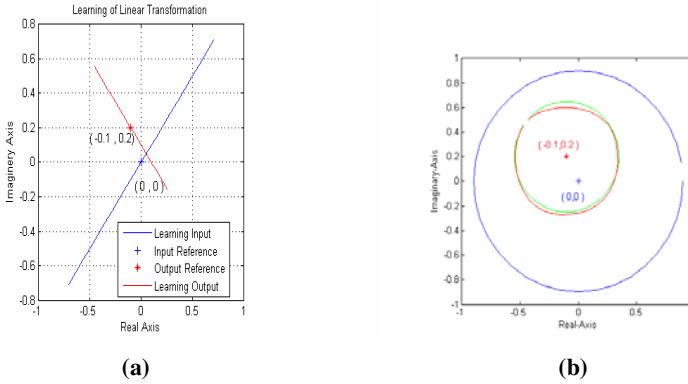 Learning of Linear Transformation
0.8
0.6
0.4
0.2
0
-0.2
-0.4
-0.6
-0.8
Imaginery Axis
(-0.1 , 0.2)
( 0 , 0)
Learning Input
Input Reference
Output Reference
Learning Output
-1
-0.5
0
0.5
1
Real Axis
(a)
1
0.8
0.6
0.4
0.2
0
-0.2
-0.4
-0.6
-0.8
-1
Imaginary-Axis
(-0.1,0.2)
(0,0)
-1
-0.5
0
0.5
Real-Axis
(b)